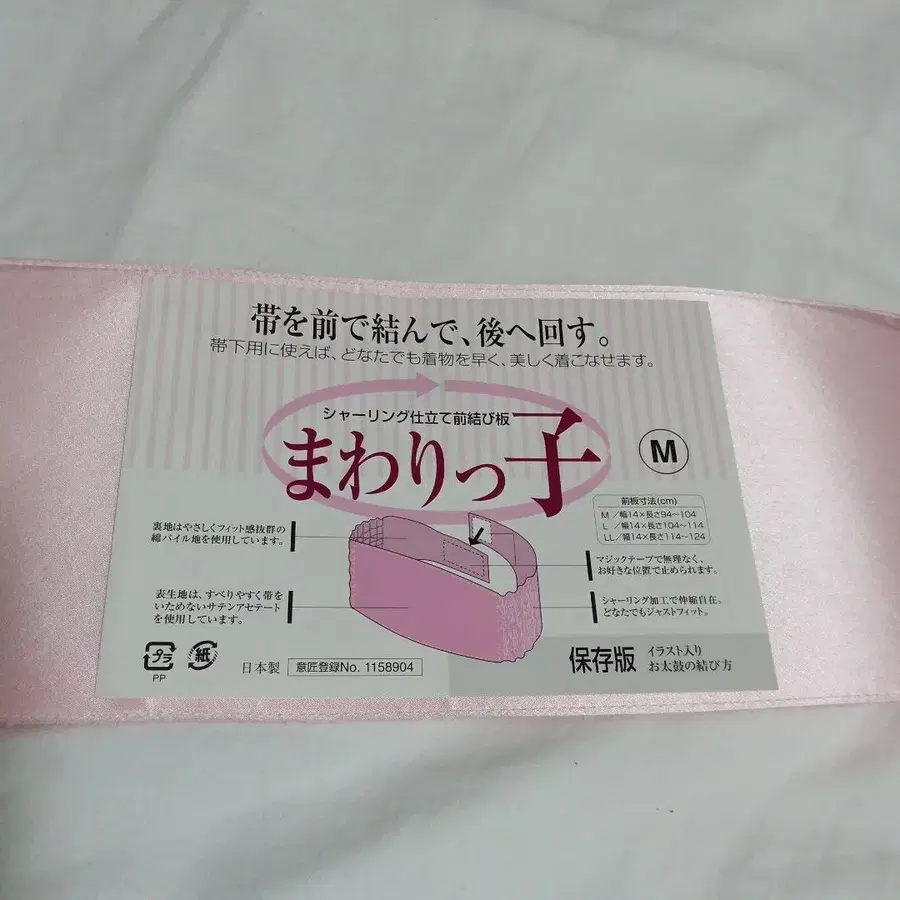 帯を前で結んで、後へ回す。
帯下用に使えば、どなたでも着物を早く、美しく着こなせます。
シャーリング仕立て前結び板
まわりっ子
M
前板寸法(cm)
M ／幅14×長さ94〜104
L ／幅14×長さ104〜114
LL／幅14×長さ114〜124
裏地はやさしくフィット感抜群の
綿パイル地を使用しています。
マジックテープで無理なく、
お好きな位置で止められます。
表生地は、すべりやすく帯を
いためないサテンアセテート
を使用しています。
シャーリング加工で伸縮自在。
どなたでもジャストフィット。
プラ
PP
紙
日本製
意匠登録No. 1158904
保存版
イラスト入り
お太鼓の結び方